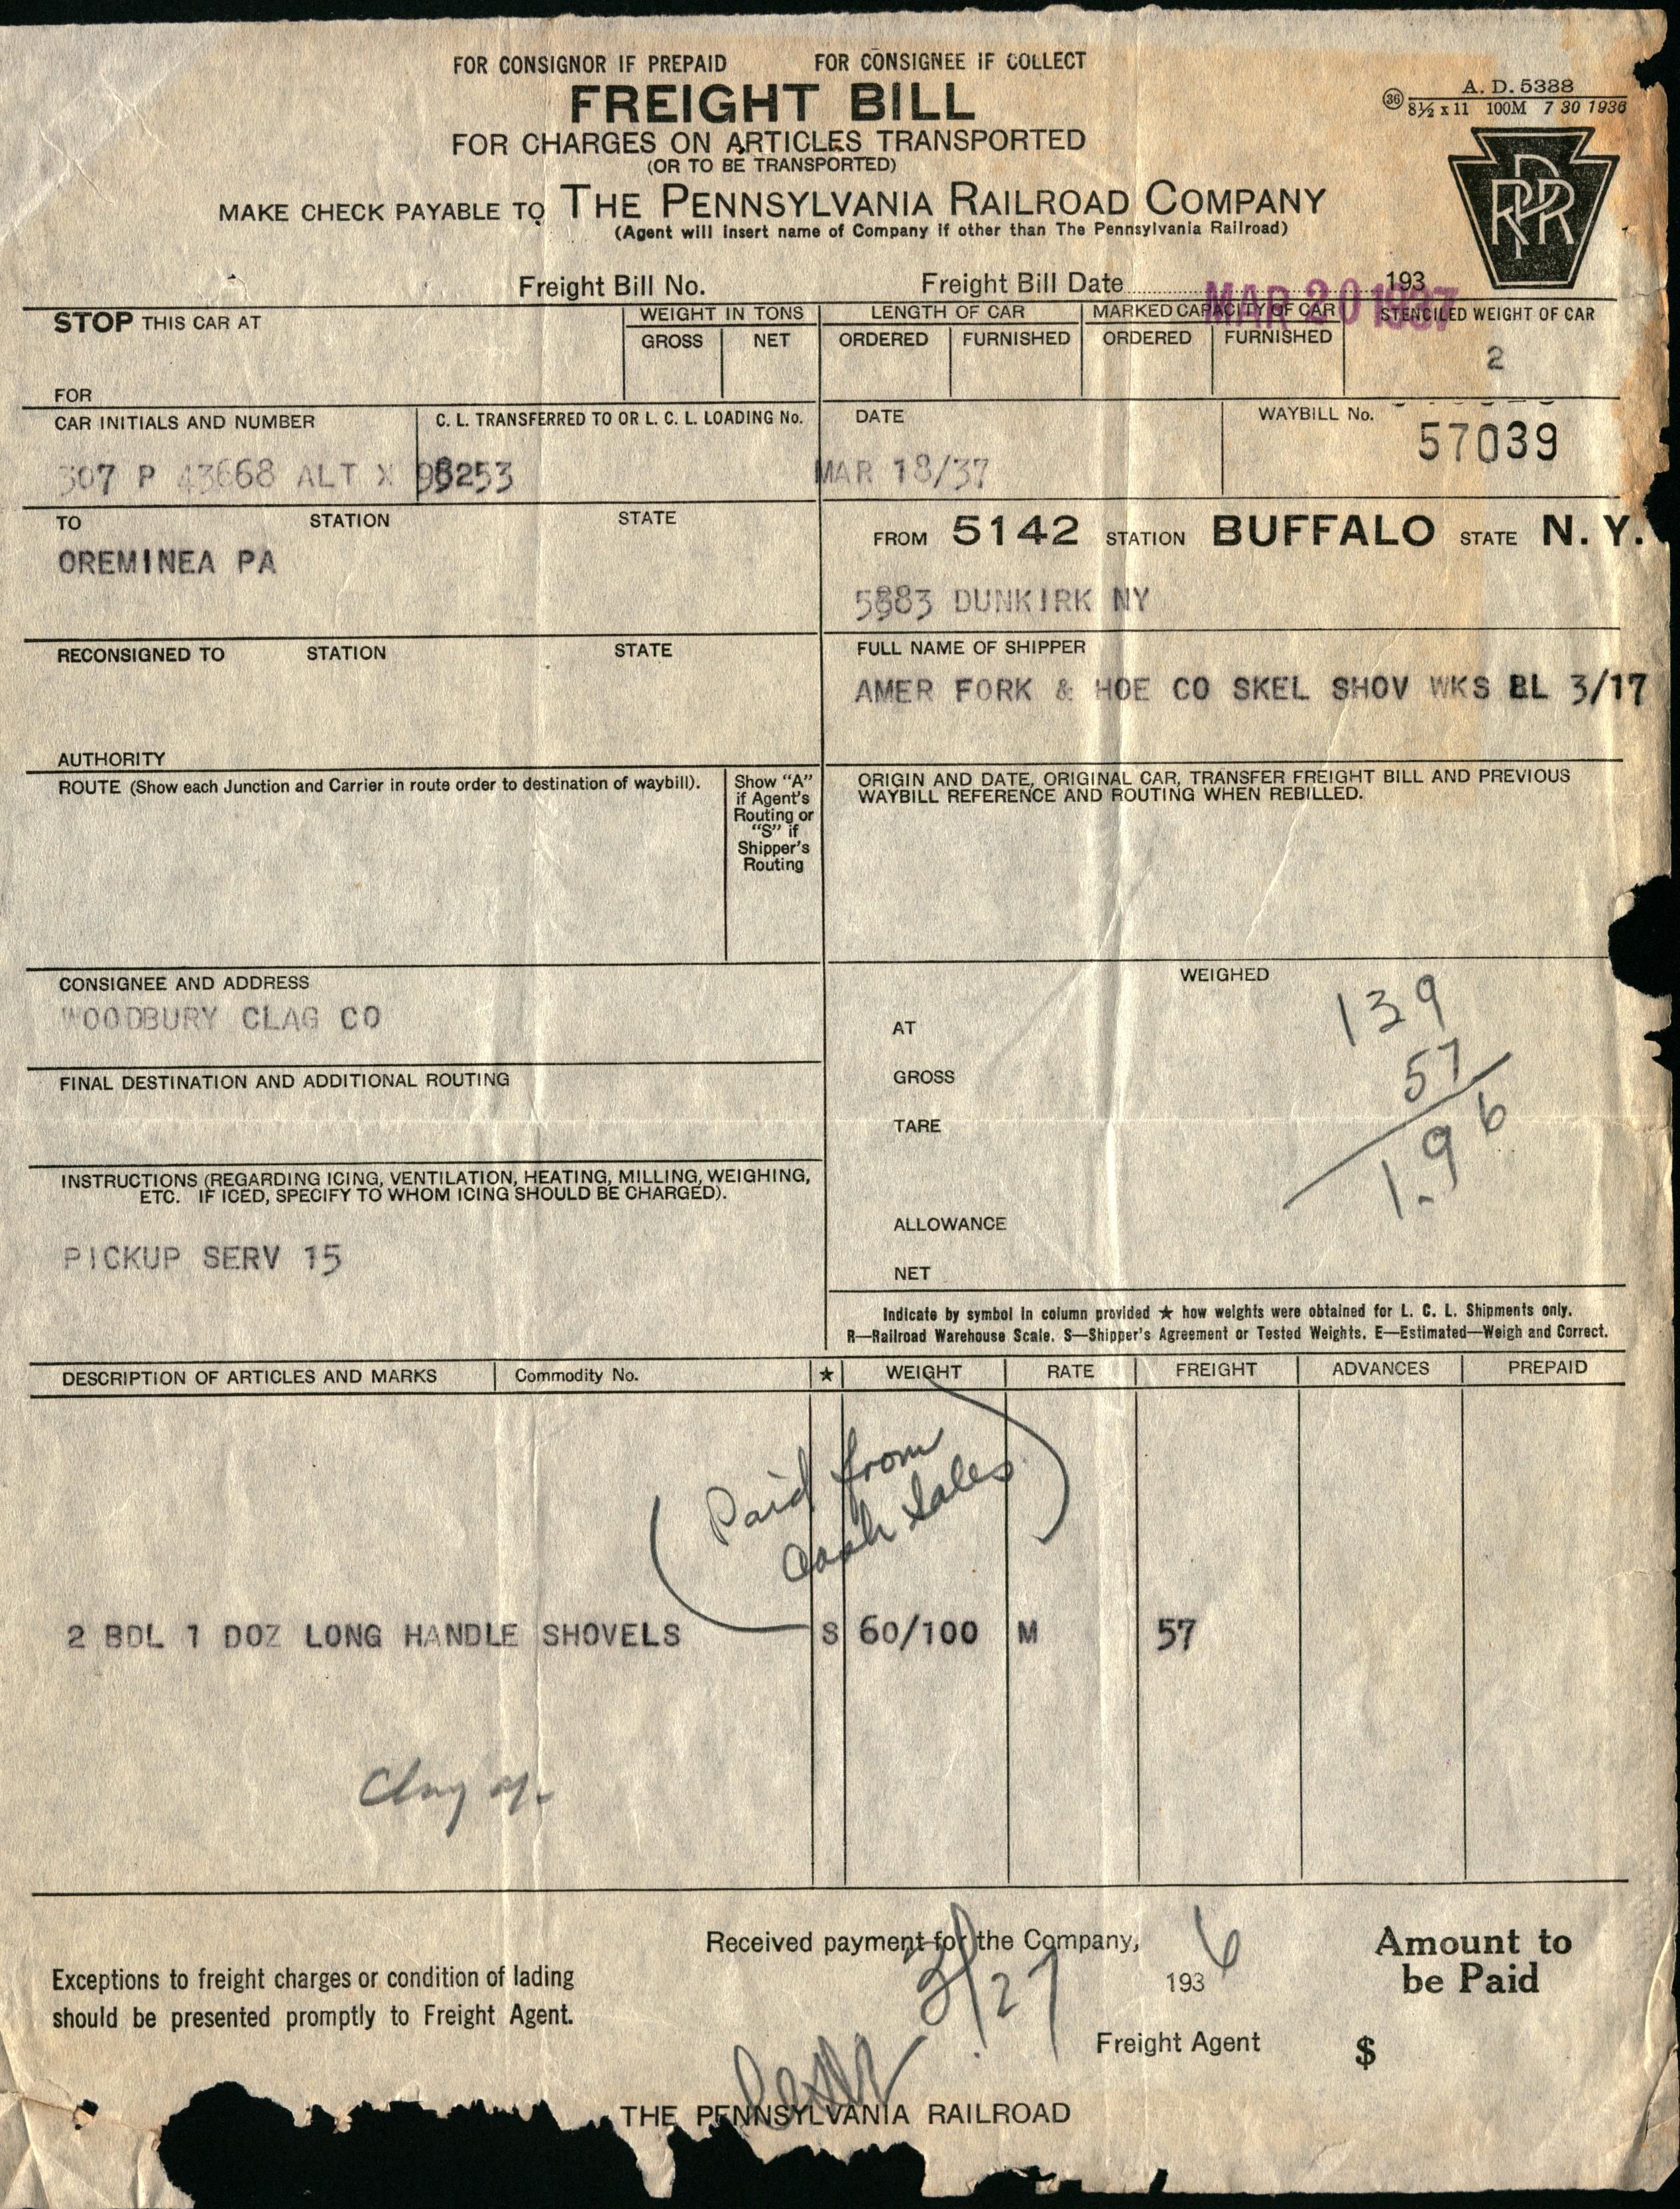 FOR CONSIGNOR IF PREPAID FOR CONSIGNEE IF COLLECT
FREIGHT BILL
FOR CHARGES ON ARTICLES TRANSPORTED
(OR TO BE TRANSPORTED)
MAKE CHECK PAYABLE TO THE PENNSYLVANIA RAILROAD COMPANY
(Agent will insert name of Company if other than The Pennsylvania Railroad)
36 A. D. 5388
8½ x 11 100M 7 30 1936
PRR
Freight Bill No. Freight Bill Date 193
MAR 20 1937
STOP THIS CAR AT
FOR
WEIGHT IN TONS
GROSS NET
LENGTH OF CAR
ORDERED FURNISHED
MARKED CAPACITY OF CAR
ORDERED FURNISHED
STENCILED WEIGHT OF CAR
2
CAR INITIALS AND NUMBER
307 P 43668 ALT X
C. L. TRANSFERRED TO OR L. C. L. LOADING No.
98253
DATE
MAR 18/37
WAYBILL No.
57039
TO STATION STATE
OREMINEA PA
FROM 5142 STATION BUFFALO STATE N. Y.
DUNKIRK NY
RECONSIGNED TO STATION STATE
AUTHORITY
FULL NAME OF SHIPPER
AMER FORK & HOE CO SKEL SHOV WKS BL 3/17
ROUTE (Show each Junction and Carrier in route order to destination of waybill).
Show "A"
if Agent's
Routing or
"S" if
Shipper's
Routing
ORIGIN AND DATE, ORIGINAL CAR, TRANSFER FREIGHT BILL AND PREVIOUS
WAYBILL REFERENCE AND ROUTING WHEN REBILLED.
CONSIGNEE AND ADDRESS
WOODBURY CLAG CO
FINAL DESTINATION AND ADDITIONAL ROUTING
INSTRUCTIONS (REGARDING ICING, VENTILATION, HEATING, MILLING, WEIGHING,
ETC. IF ICED, SPECIFY TO WHOM ICING SHOULD BE CHARGED).
PICKUP SERV 15
WEIGHED
AT
GROSS
TARE
ALLOWANCE
NET
139
57
1.96
Indicate by symbol in column provided ★ how weights were obtained for L. C. L. Shipments only.
R—Railroad Warehouse Scale. S—Shipper's Agreement or Tested Weights. E—Estimated—Weigh and Correct.
DESCRIPTION OF ARTICLES AND MARKS Commodity No. ★ WEIGHT RATE FREIGHT ADVANCES PREPAID
Paid from
Cash Sales
2 BDL 1 DOZ LONG HANDLE SHOVELS S 60/100 M 57
Clay
Received payment for the Company,
3/27 1936
Exceptions to freight charges or condition of lading
should be presented promptly to Freight Agent.
Freight Agent
Amount to
be Paid
$
THE PENNSYLVANIA RAILROAD